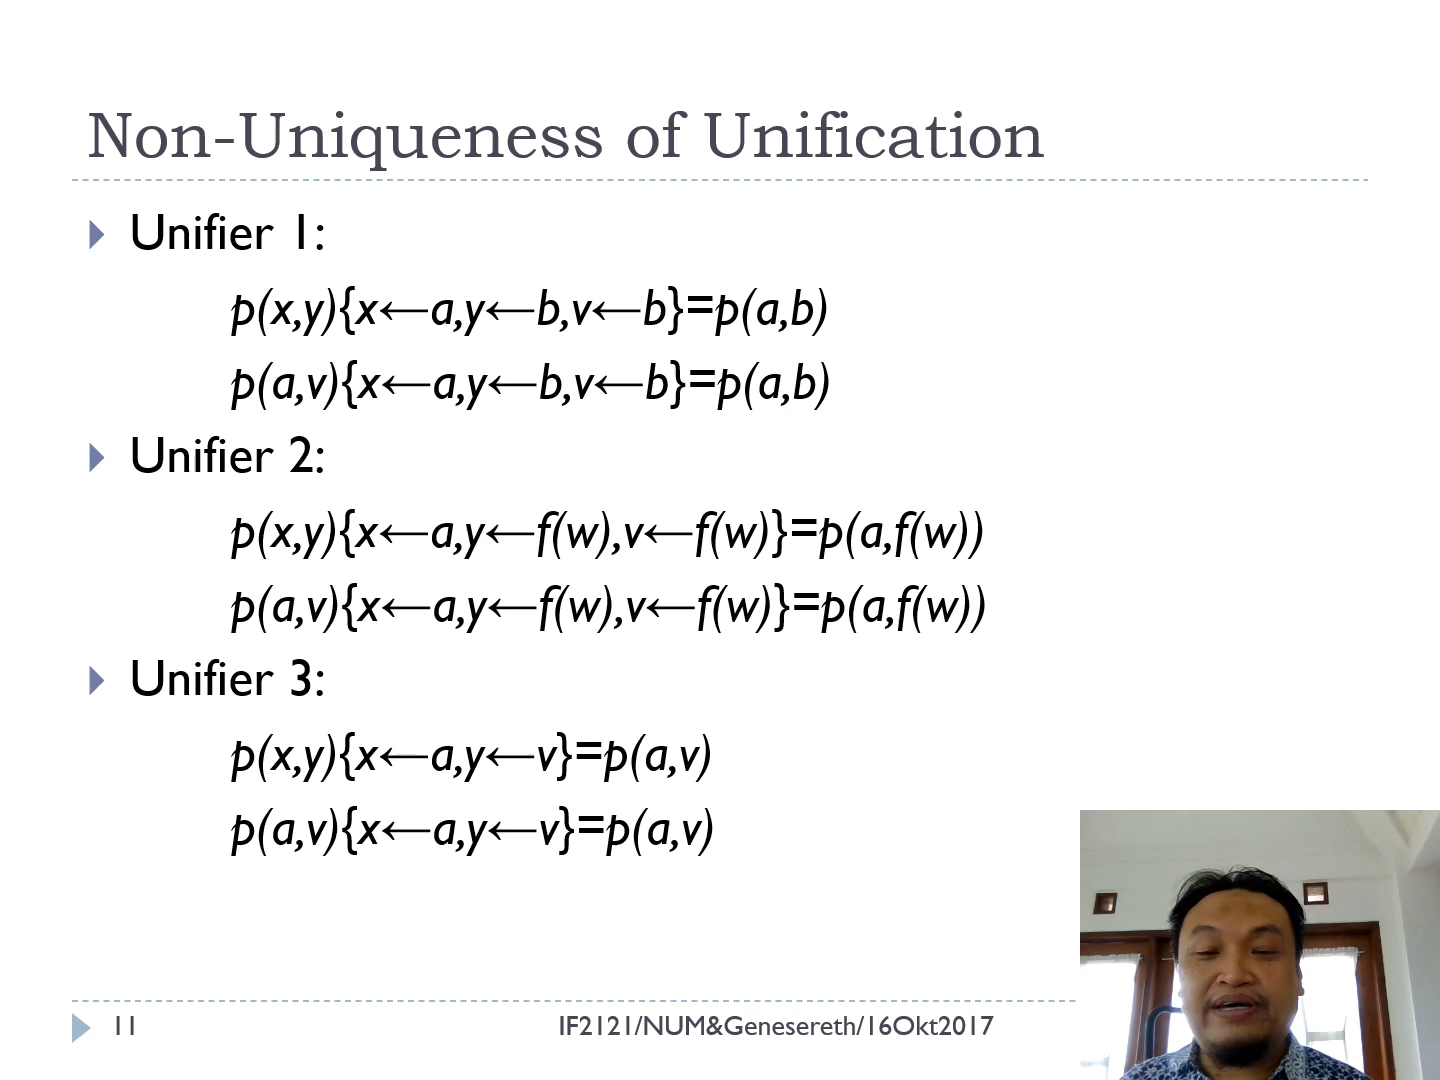 Non-Uniqueness of Unification
Unifier 1:
p(x,y){x←a,y←b,v←b}=p(a,b)
p(a,v){x←a,y←b,v←b}=p(a,b)
Unifier 2:
p(x,y){x←a,y←f(w),v←f(w)}=p(a,f(w))
p(a,v){x←a,y←f(w),v←f(w)}=p(a,f(w))
Unifier 3:
p(x,y){x←a,y←v}=p(a,v)
p(a,v){x←a,y←v}=p(a,v)
11
IF2121/NUM&Genesereth/16Okt2017